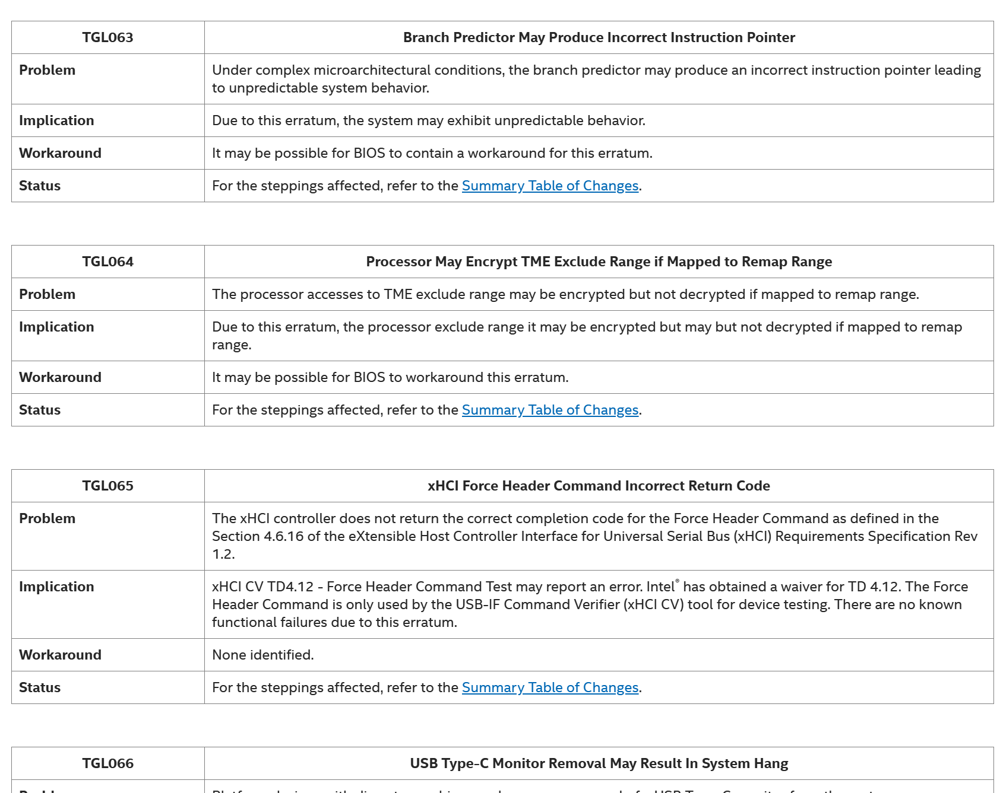 TGL063
Branch Predictor May Produce Incorrect Instruction Pointer
Problem
Under complex microarchitectural conditions, the branch predictor may produce an incorrect instruction pointer leading
to unpredictable system behavior.
Implication
Due to this erratum, the system may exhibit unpredictable behavior.
Workaround
It may be possible for BIOS to contain a workaround for this erratum.
Status
For the steppings affected, refer to the Summary Table of Changes.
TGL064
Processor May Encrypt TME Exclude Range if Mapped to Remap Range
Problem
The processor accesses to TME exclude range may be encrypted but not decrypted if mapped to remap range.
Implication
Due to this erratum, the processor exclude range it may be encrypted but may but not decrypted if mapped to remap
range.
Workaround
It may be possible for BIOS to workaround this erratum.
Status
For the steppings affected, refer to the Summary Table of Changes.
TGL065
xHCI Force Header Command Incorrect Return Code
Problem
The xHCI controller does not return the correct completion code for the Force Header Command as defined in the
Section 4.6.16 of the eXtensible Host Controller Interface for Universal Serial Bus (xHCI) Requirements Specification Rev
1.2.
Implication
xHCI CV TD4.12 - Force Header Command Test may report an error. Intel® has obtained a waiver for TD 4.12. The Force
Header Command is only used by the USB-IF Command Verifier (xHCI CV) tool for device testing. There are no known
functional failures due to this erratum.
Workaround
None identified.
Status
For the steppings affected, refer to the Summary Table of Changes.
TGL066
USB Type-C Monitor Removal May Result In System Hang